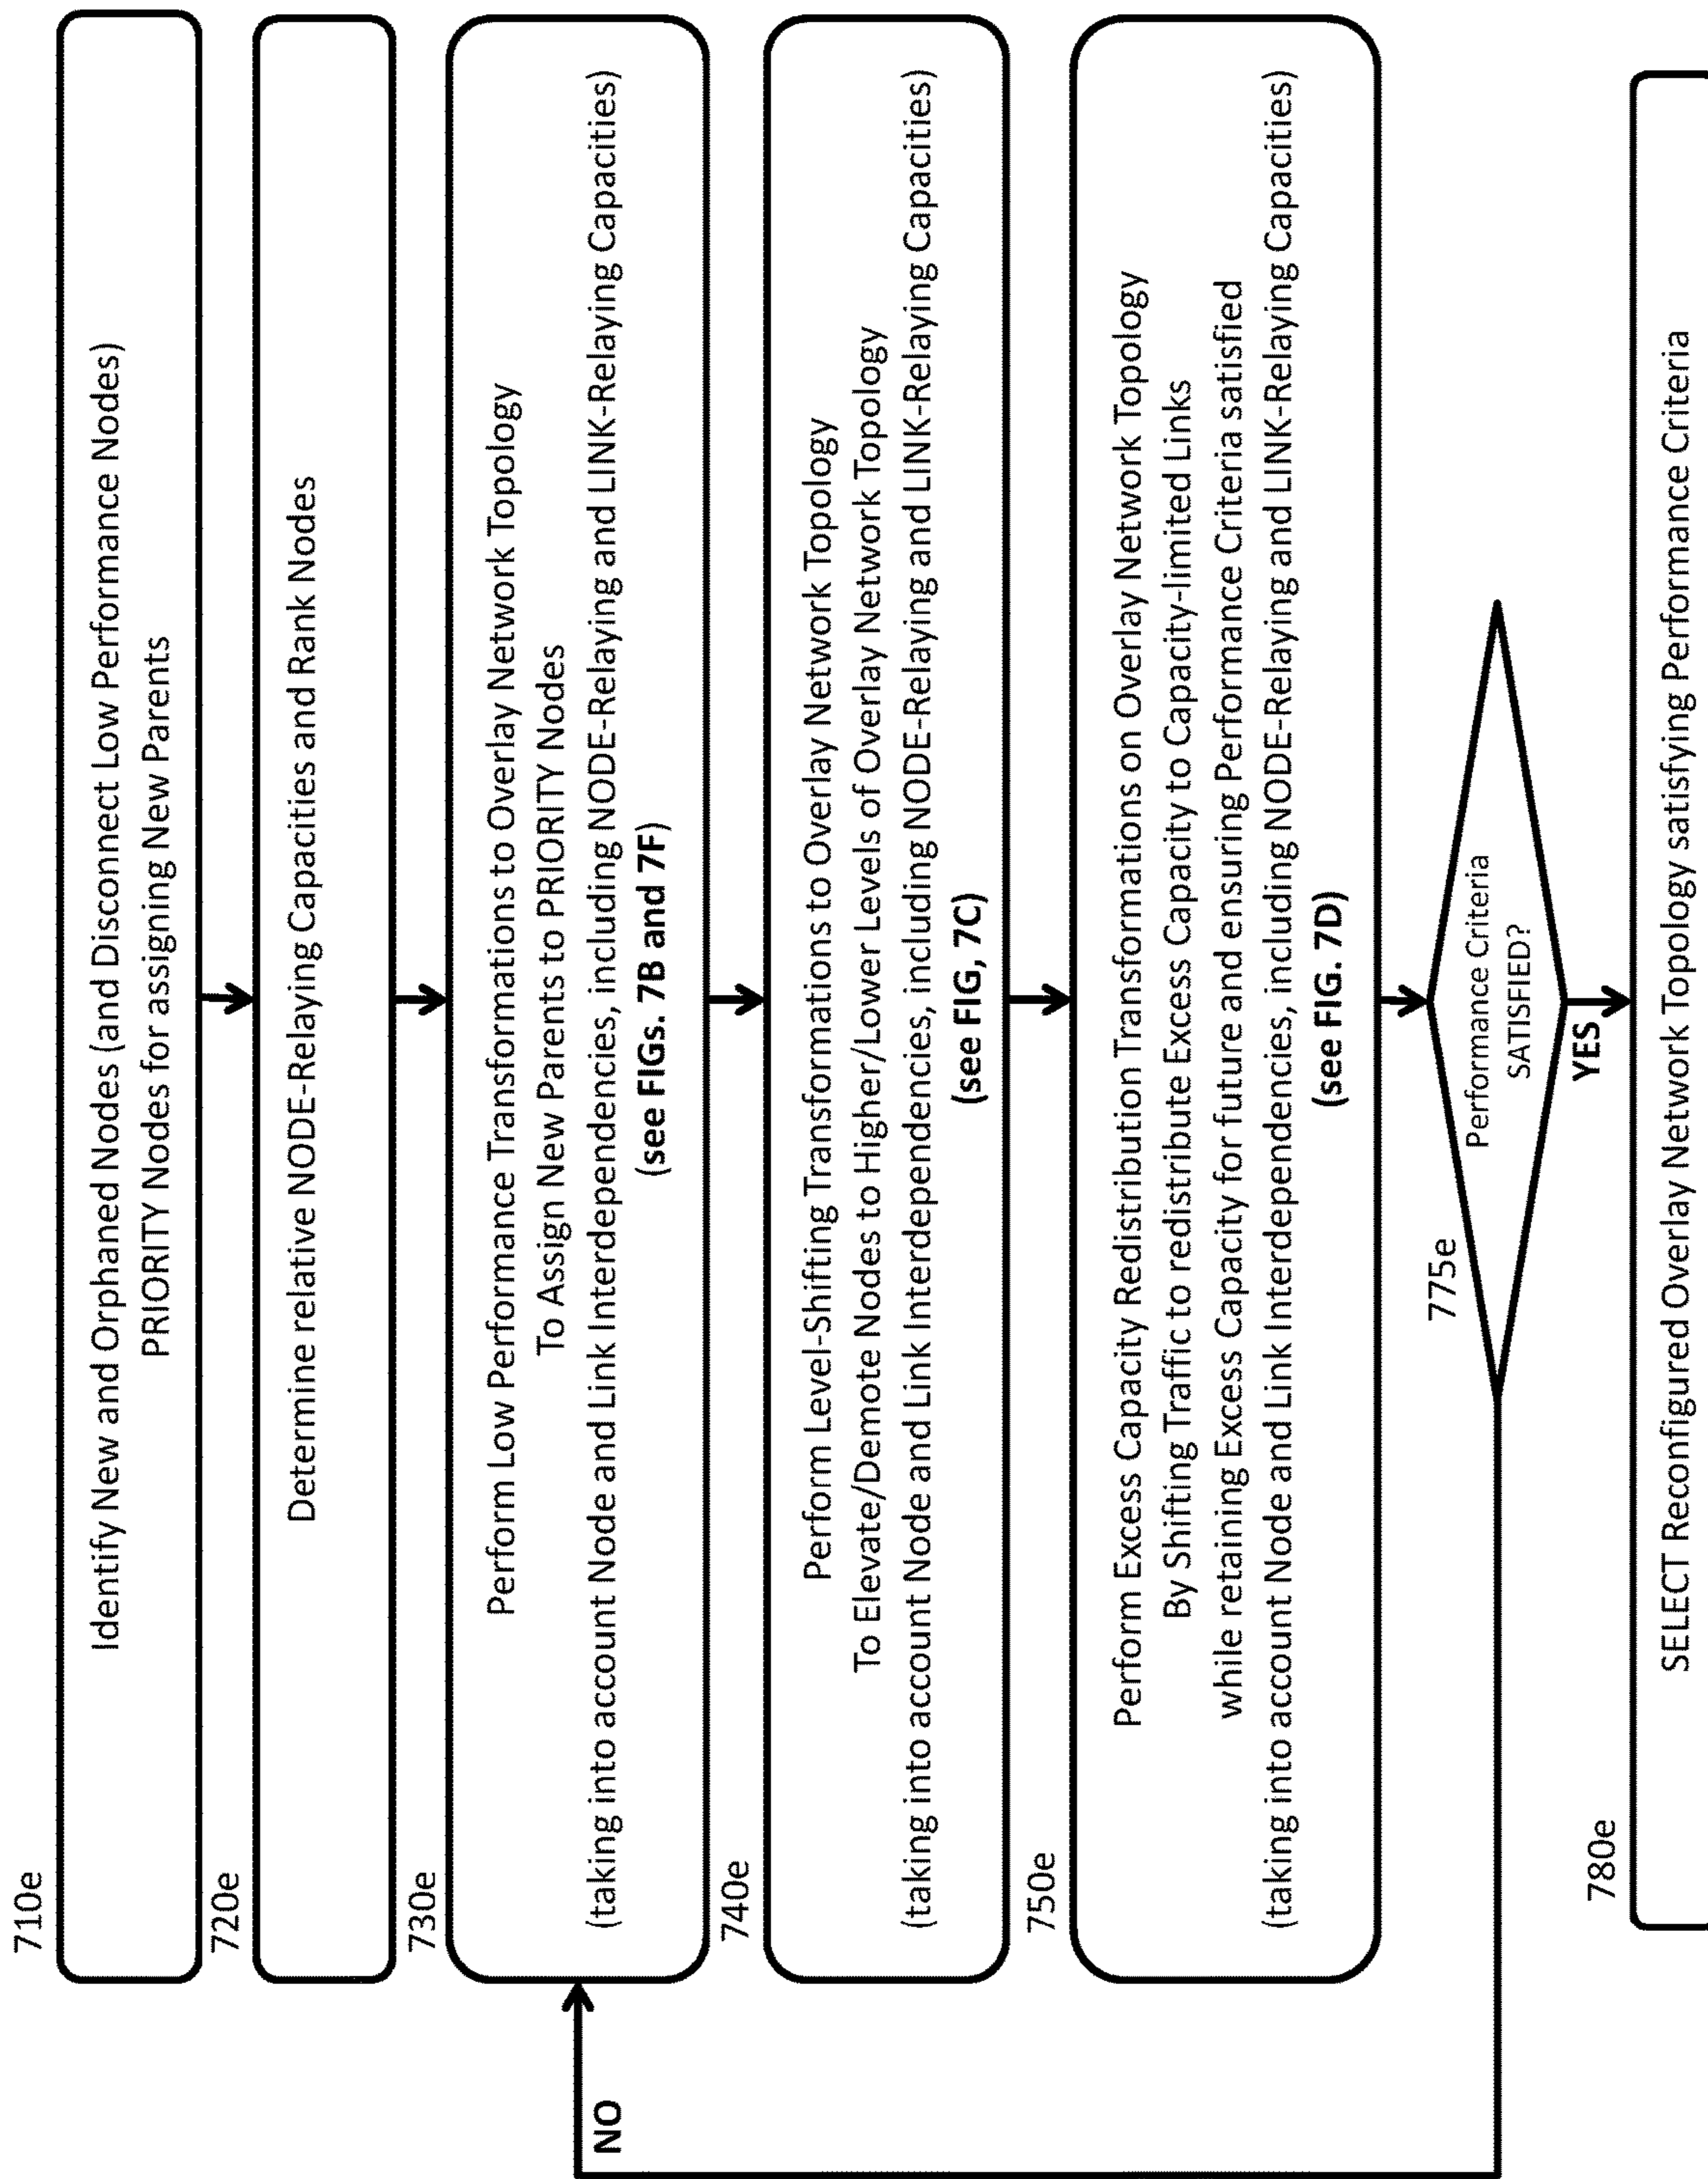 710e
Identify New and Orphaned Nodes (and Disconnect Low Performance Nodes)
PRIORITY Nodes for assigning New Parents
720e
Determine relative NODE-Relaying Capacities and Rank Nodes
730e
Perform Low Performance Transformations to Overlay Network Topology
To Assign New Parents to PRIORITY Nodes
(taking into account Node and Link Interdependencies, including NODE-Relaying and LINK-Relaying Capacities)
(see FIGs. 7B and 7F)
NO
740e
Perform Level-Shifting Transformations to Overlay Network Topology
To Elevate/Demote Nodes to Higher/Lower Levels of Overlay Network Topology
(taking into account Node and Link Interdependencies, including NODE-Relaying and LINK-Relaying Capacities)
(see FIG, 7C)
750e
Perform Excess Capacity Redistribution Transformations on Overlay Network Topology
By Shifting Traffic to redistribute Excess Capacity to Capacity-limited Links
while retaining Excess Capacity for future and ensuring Performance Criteria satisfied
(taking into account Node and Link Interdependencies, including NODE-Relaying and LINK-Relaying Capacities)
(see FIG. 7D)
775e
Performance Criteria
SATISFIED?
YES
780e
SELECT Reconfigured Overlay Network Topology satisfying Performance Criteria